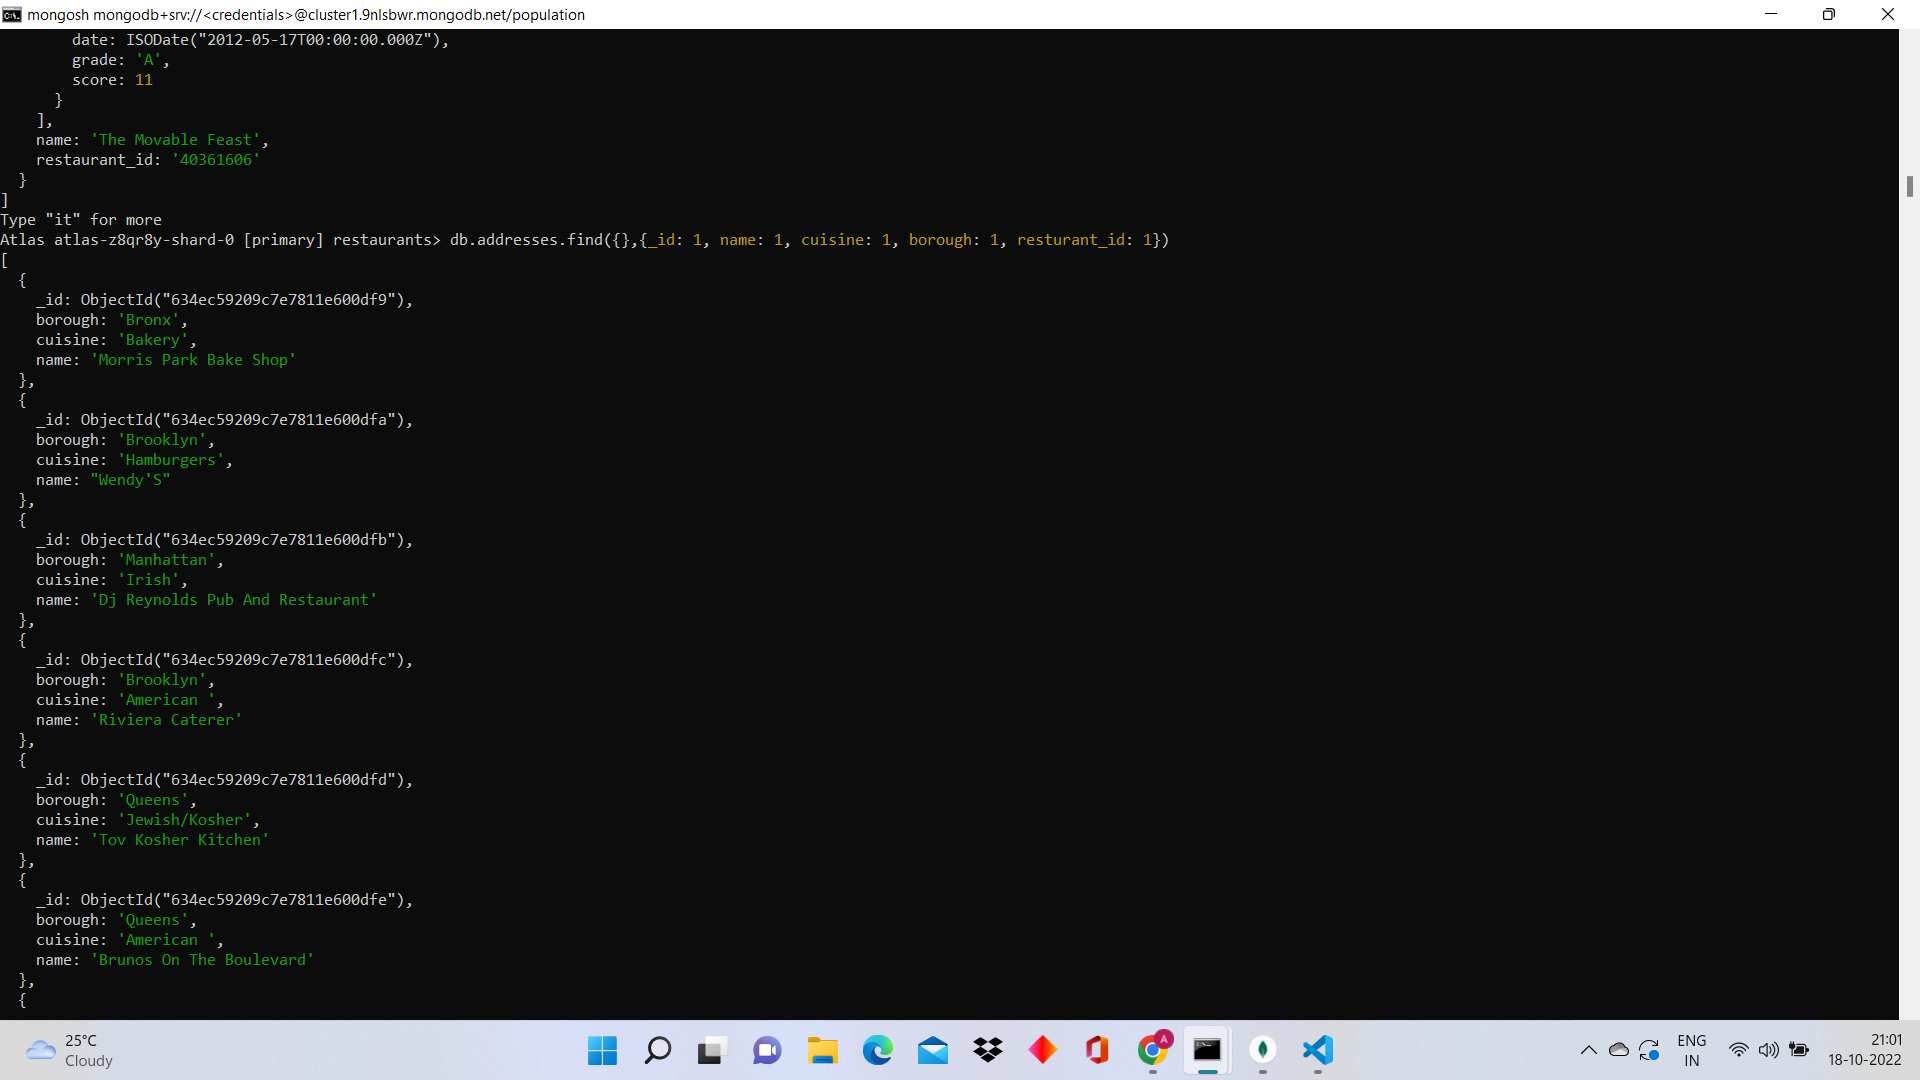 mongosh mongodb+srv://<credentials>@cluster1.9nlsbwr.mongodb.net/population
      date: ISODate("2012-05-17T00:00:00.000Z"),
        grade: 'A',
        score: 11
      }
    ],
    name: 'The Movable Feast',
    restaurant_id: '40361606'
  }
]
Type "it" for more
Atlas atlas-z8qr8y-shard-0 [primary] restaurants> db.addresses.find({},{_id: 1, name: 1, cuisine: 1, borough: 1, resturant_id: 1})
[
  {
    _id: ObjectId("634ec59209c7e7811e600df9"),
    borough: 'Bronx',
    cuisine: 'Bakery',
    name: 'Morris Park Bake Shop'
  },
  {
    _id: ObjectId("634ec59209c7e7811e600dfa"),
    borough: 'Brooklyn',
    cuisine: 'Hamburgers',
    name: "Wendy'S"
  },
  {
    _id: ObjectId("634ec59209c7e7811e600dfb"),
    borough: 'Manhattan',
    cuisine: 'Irish',
    name: 'Dj Reynolds Pub And Restaurant'
  },
  {
    _id: ObjectId("634ec59209c7e7811e600dfc"),
    borough: 'Brooklyn',
    cuisine: 'American ',
    name: 'Riviera Caterer'
  },
  {
    _id: ObjectId("634ec59209c7e7811e600dfd"),
    borough: 'Queens',
    cuisine: 'Jewish/Kosher',
    name: 'Tov Kosher Kitchen'
  },
  {
    _id: ObjectId("634ec59209c7e7811e600dfe"),
    borough: 'Queens',
    cuisine: 'American ',
    name: 'Brunos On The Boulevard'
  },
  {
25°C
Cloudy
A
ENG
IN
21:01
18-10-2022